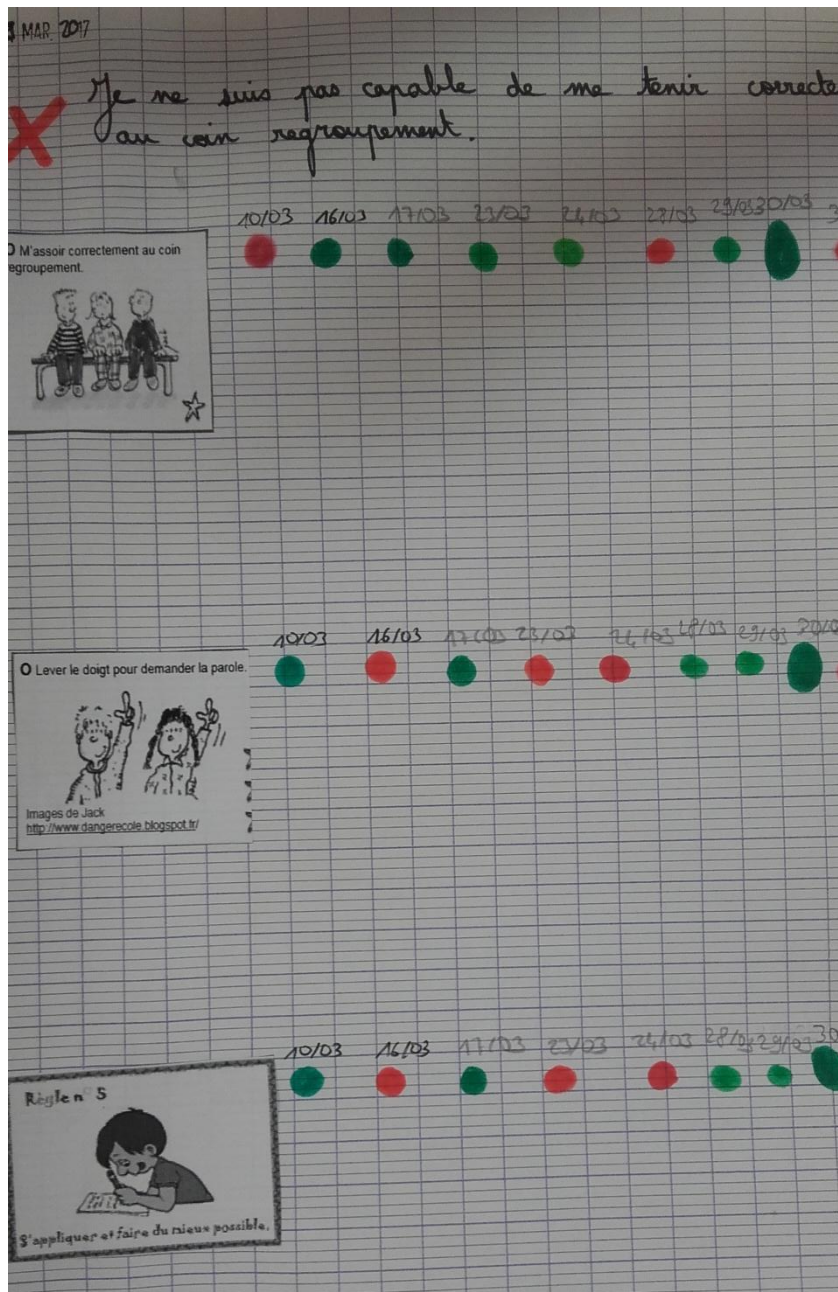 MAR. 2017
Je ne suis pas capable de me tenir correcte
au coin regroupement.
10/03 16/03 17/03 23/03 24/03 28/03 29/03 30/03
O M'assoir correctement au coin
regroupement.
10/03 16/03 17/03 23/03 24/03 28/03 29/03 30/0
O Lever le doigt pour demander la parole.
Images de Jack
http://www.dangerecole.blogspot.fr/
10/03 16/03 17/03 23/03 24/03 28/03 29/03 30
Règle n° 5
S'appliquer et faire du mieux possible.